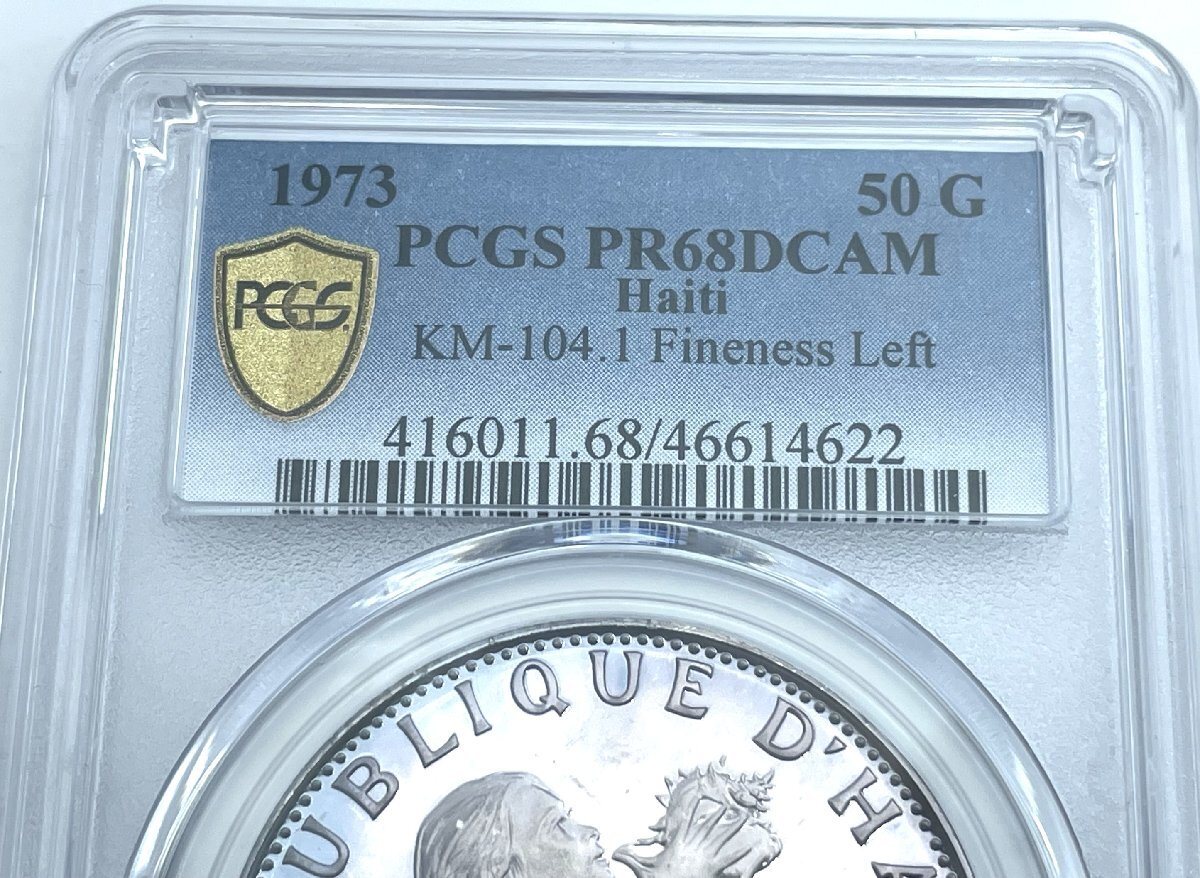 1973 50 G
PCGS PR68DCAM
Haiti
KM-104.1 Fineness Left
PCGS
416011.68/46614622
UBLIQUE D'HA